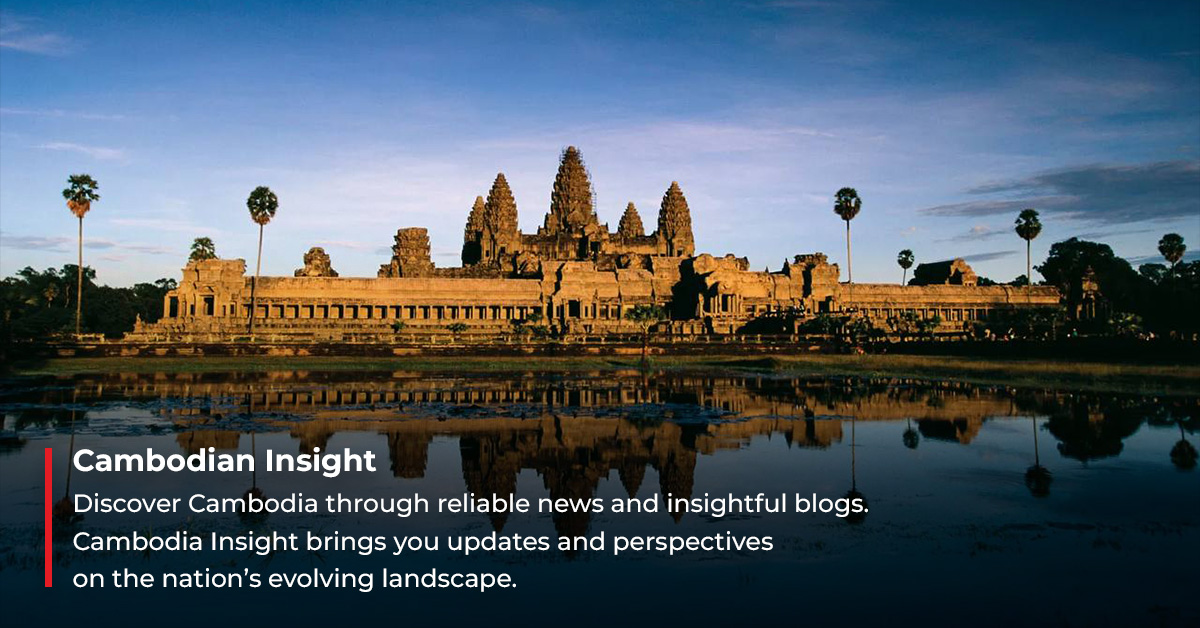 Cambodian Insight
Discover Cambodia through reliable news and insightful blogs.
Cambodia Insight brings you updates and perspectives
on the nation’s evolving landscape.